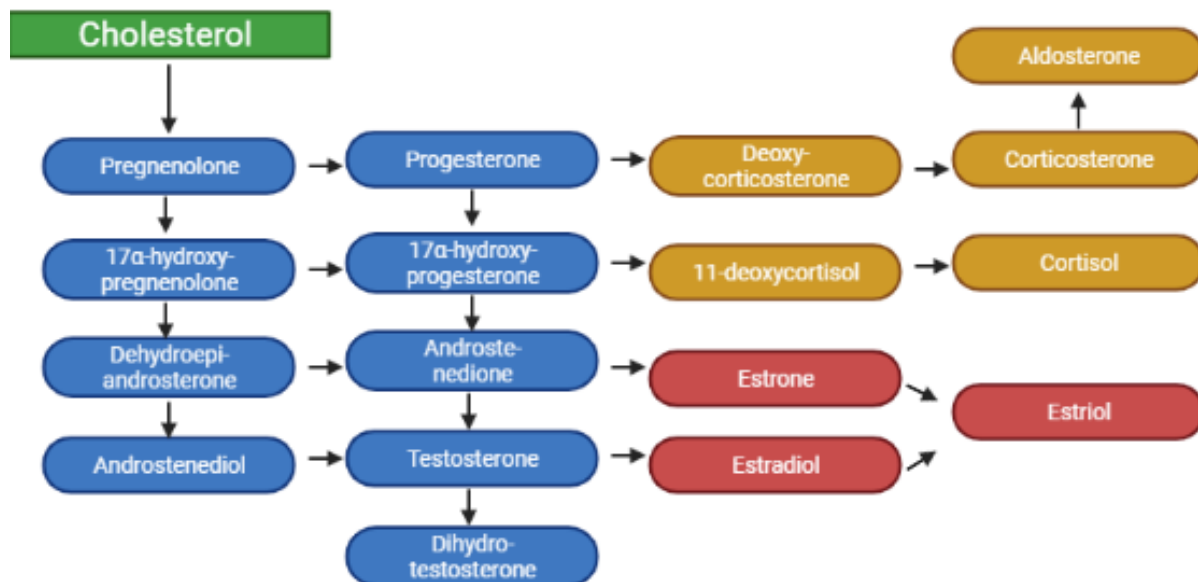 Cholesterol
Aldosterone
Pregnenolone
Progesterone
Deoxy-
corticosterone
Corticosterone
17α-hydroxy-
pregnenolone
17α-hydroxy-
progesterone
11-deoxycortisol
Cortisol
Dehydroepi-
androsterone
Androste-
nedione
Estrone
Estriol
Androstenediol
Testosterone
Estradiol
Dihydro-
testosterone